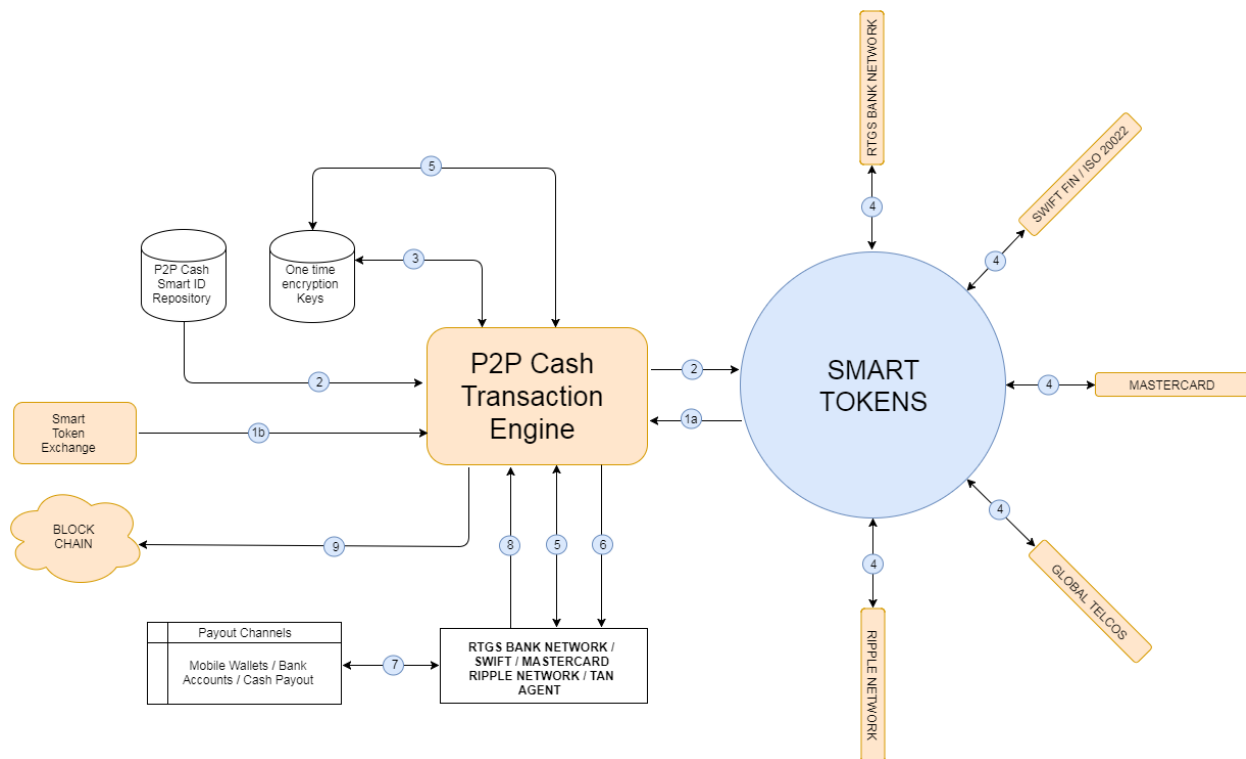 RTGS BANK NETWORK
SWIFT FIN / ISO 20022
4
4
5
P2P Cash
Smart ID
Repository
One time
encryption
Keys
3
P2P Cash
Transaction
Engine
2
2
SMART
TOKENS
4
MASTERCARD
Smart
Token
Exchange
1b
1a
BLOCK
CHAIN
9
8
5
6
4
4
GLOBAL TELCOS
RIPPLE NETWORK
Payout Channels
Mobile Wallets / Bank
Accounts / Cash Payout
7
RTGS BANK NETWORK /
SWIFT / MASTERCARD
RIPPLE NETWORK / TAN
AGENT